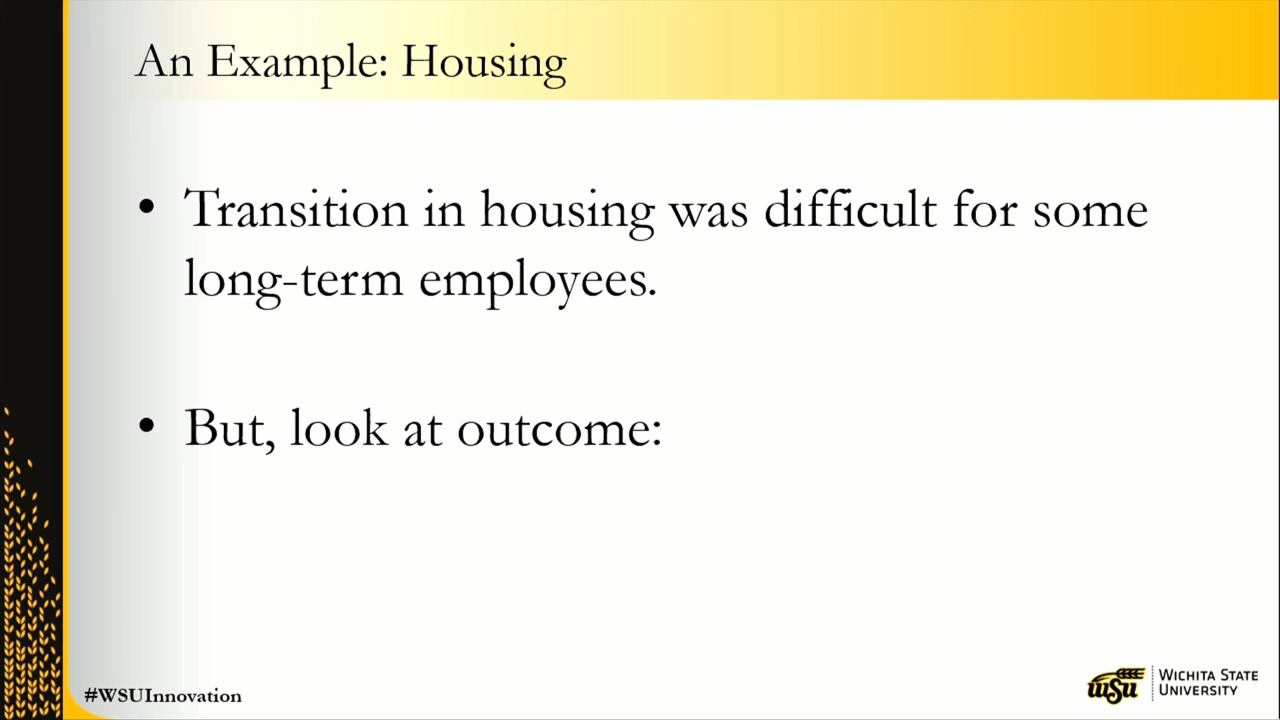 An Example: Housing
• Transition in housing was difficult for some
long-term employees.
• But, look at outcome:
#WSUInnovation
wsu
WICHITA STATE
UNIVERSITY